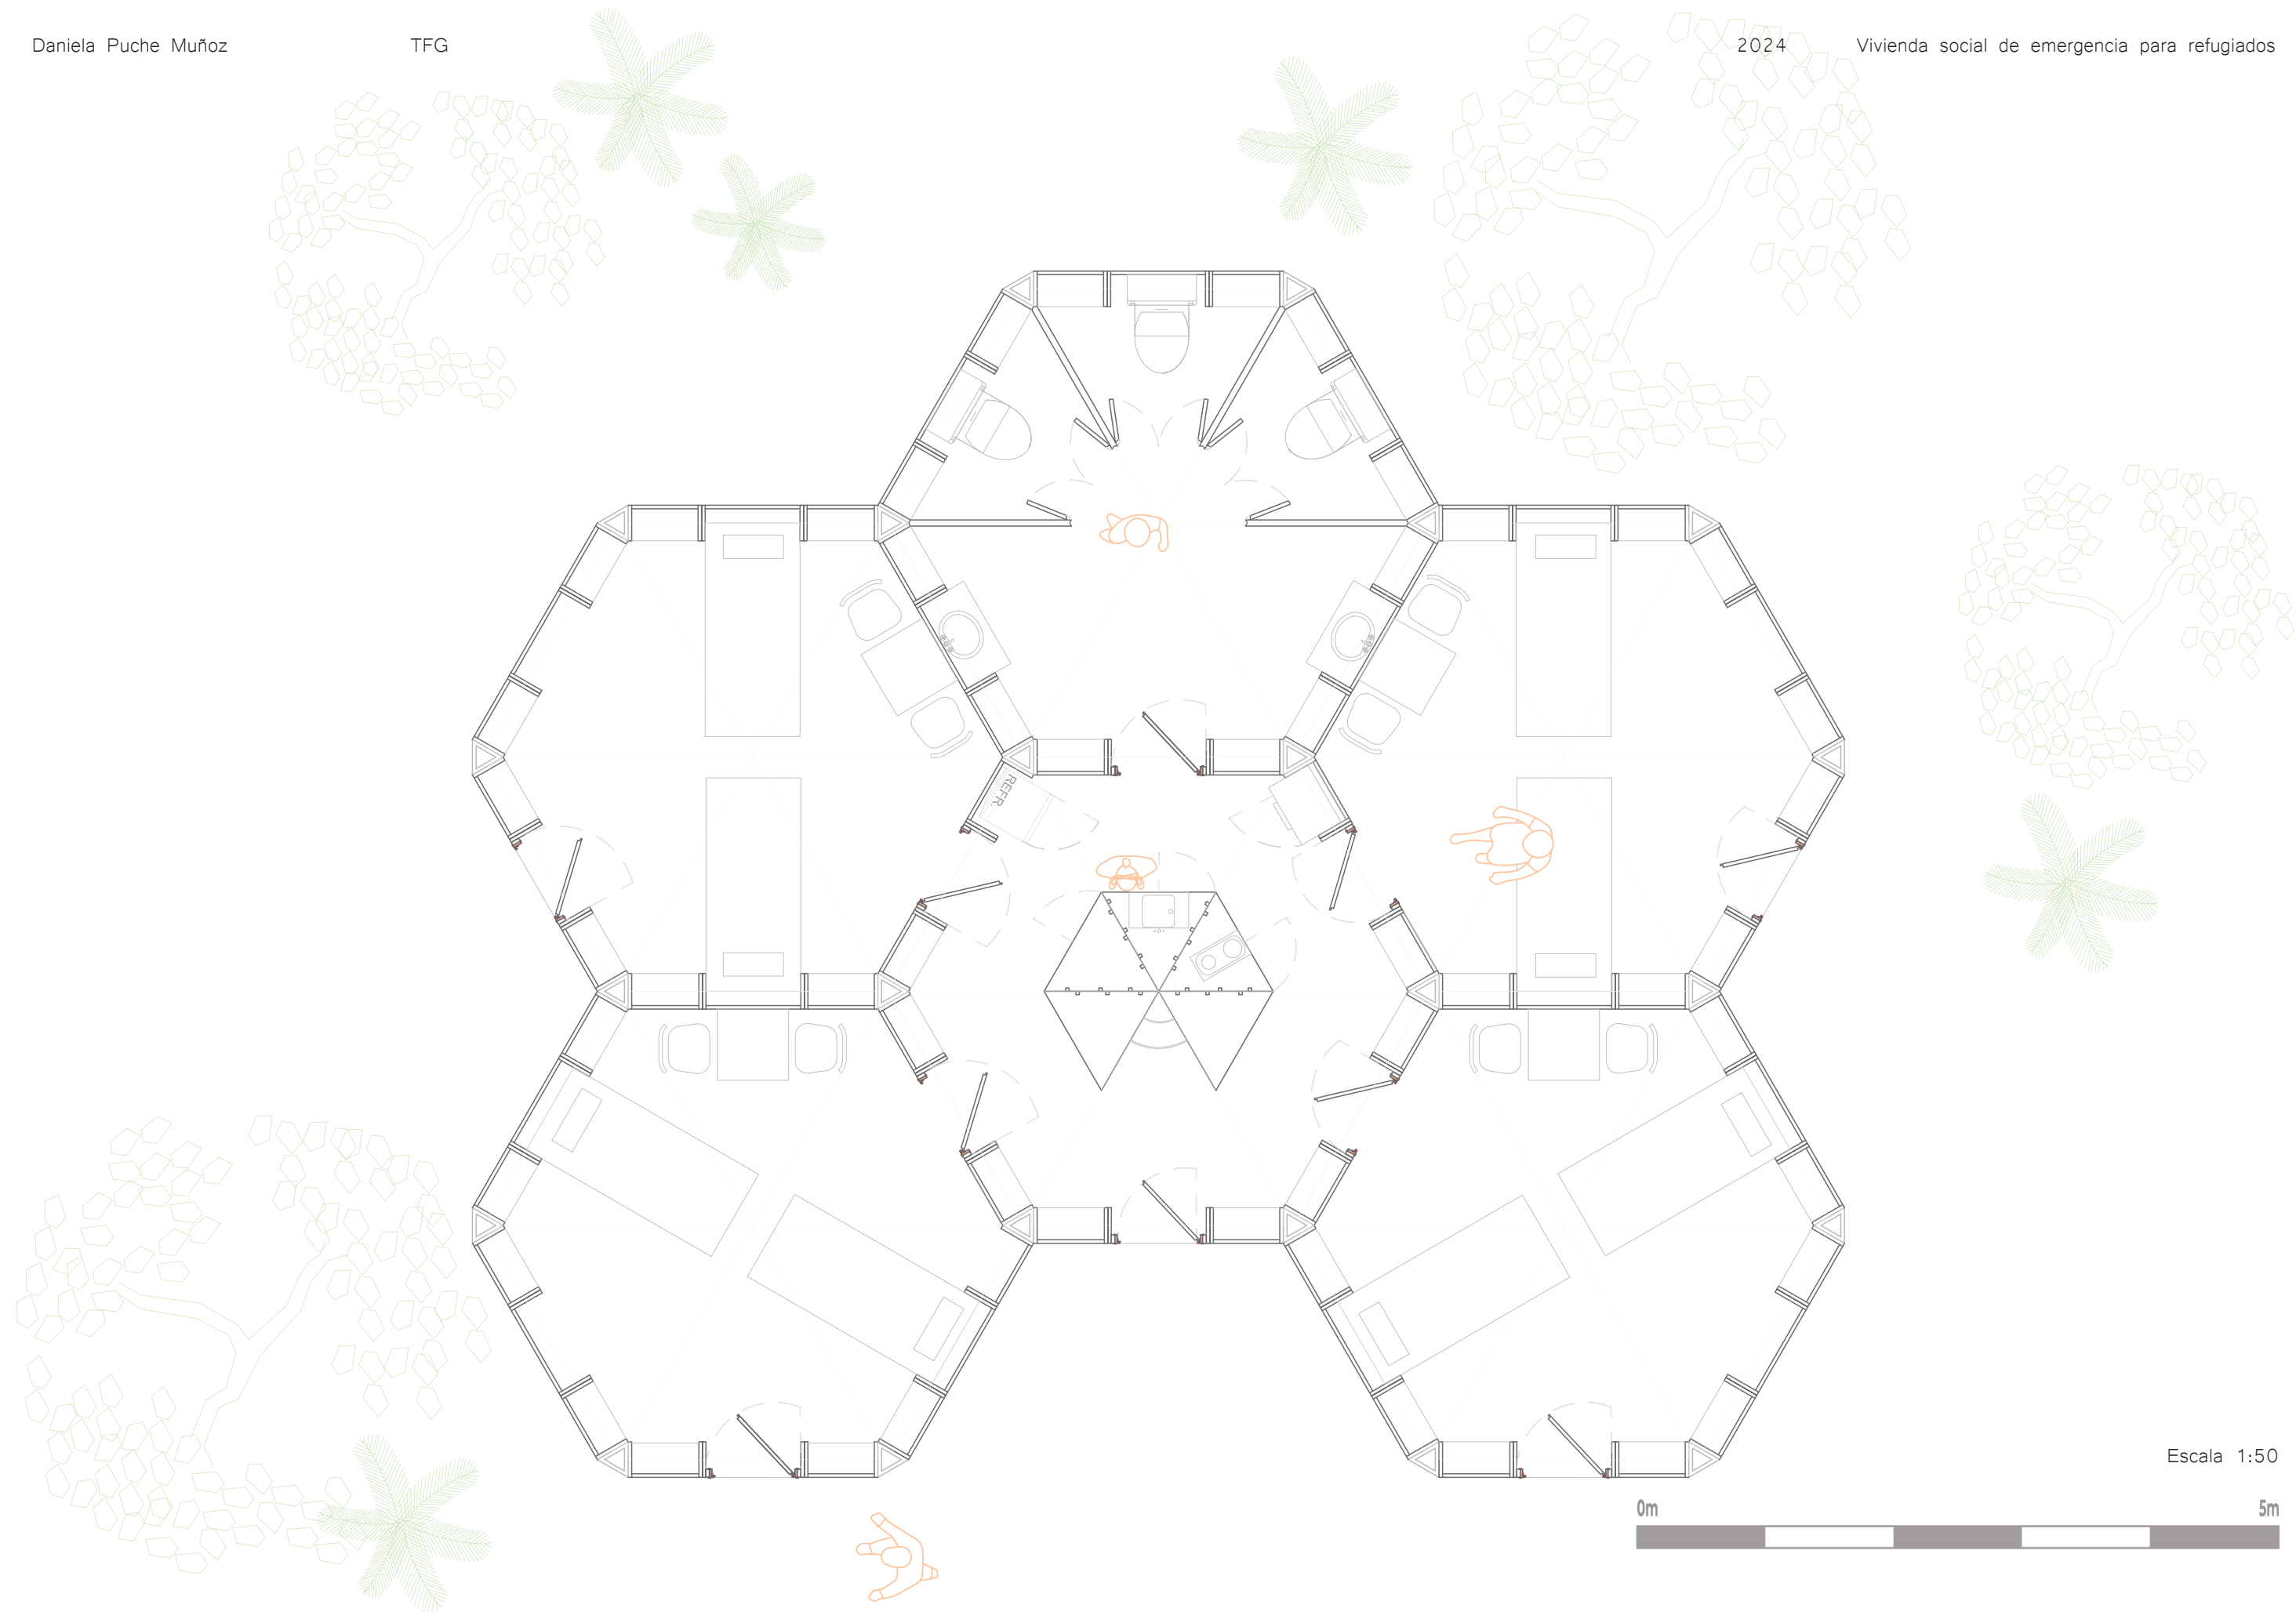 Daniela Puche Muñoz TFG 2024 Vivienda social de emergencia para refugiados
REFR.
Escala 1:50
0m 5m